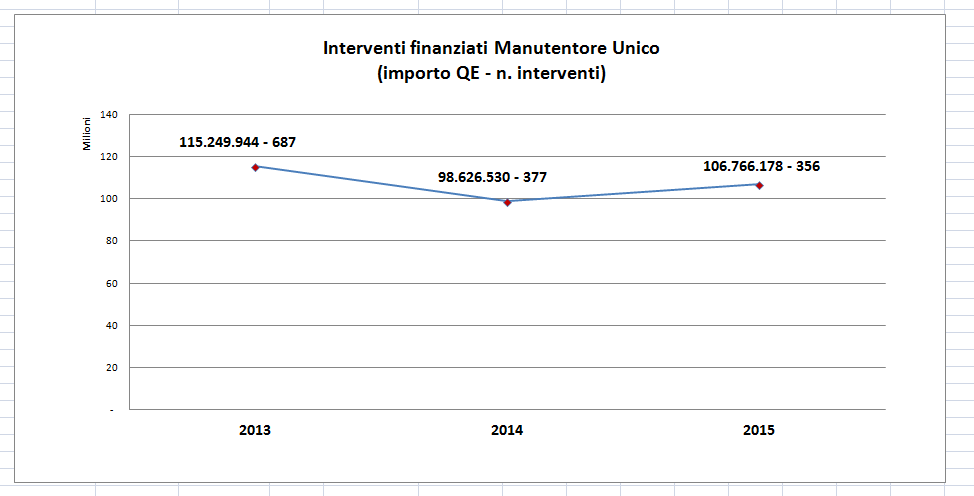 Interventi finanziati Manutentore Unico
(importo QE - n. interventi)
Milioni
140
120
100
80
60
40
20
-
115.249.944 - 687
98.626.530 - 377
106.766.178 - 356
2013
2014
2015